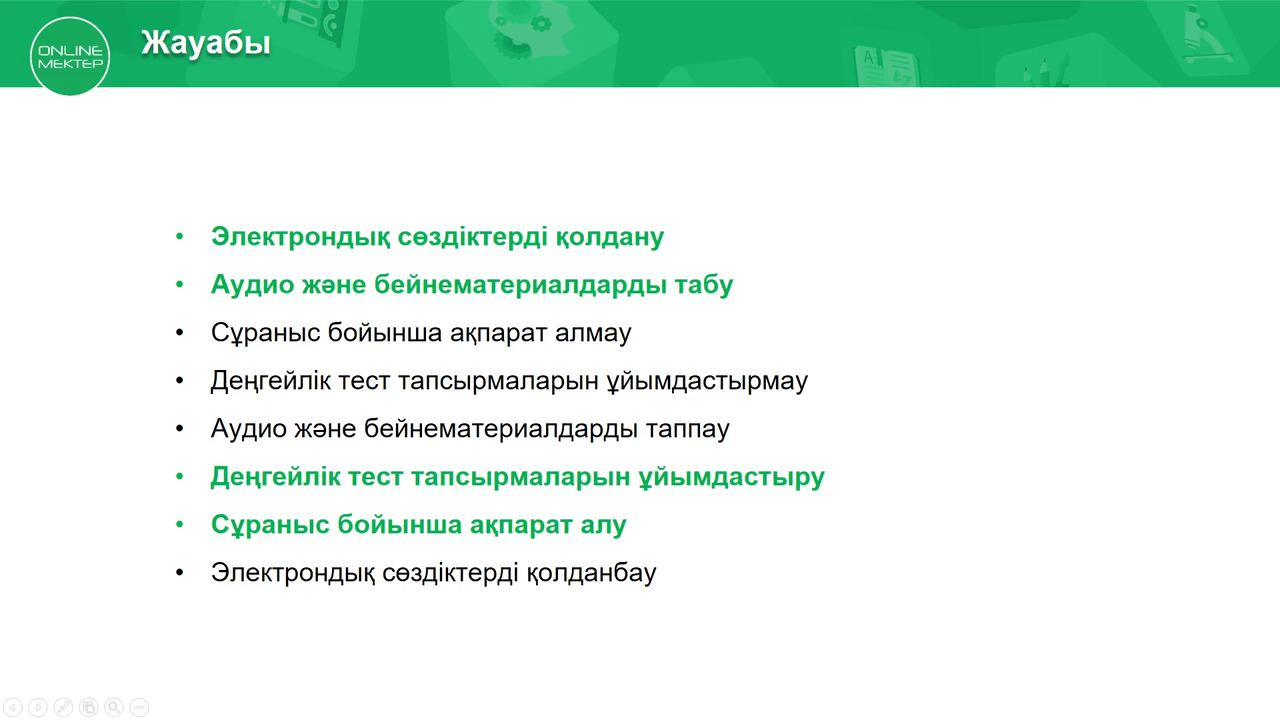 ONLINE
МЕКТЕР
Жауабы
• Электрондық сөздіктерді қолдану
• Аудио және бейнематериалдарды табу
• Сұраныс бойынша ақпарат алмау
• Деңгейлік тест тапсырмаларын ұйымдастырмау
• Аудио және бейнематериалдарды таппау
• Деңгейлік тест тапсырмаларын ұйымдастыру
• Сұраныс бойынша ақпарат алу
• Электрондық сөздіктерді қолданбау